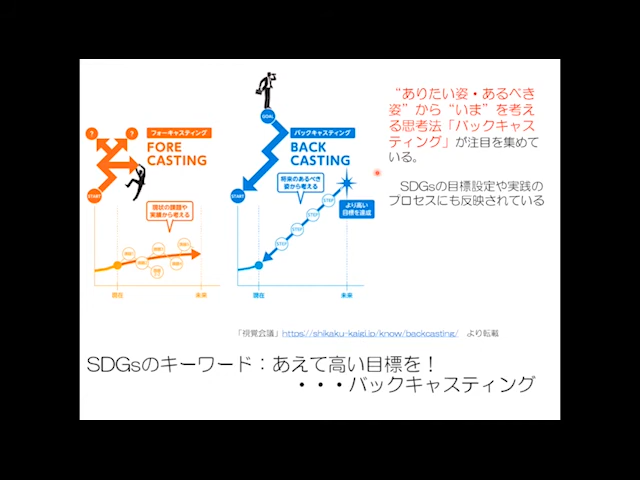 “ありたい姿・あるべき
姿”から“いま”を考え
る思考法「バックキャス
ティング」が注目を集めて
いる。
SDGsの目標設定や実践の
プロセスにも反映されている
フォーキャスティング
FORE
CASTING
?
?
START
現状の課題や
実績から考える
現在
未来
GOAL
バックキャスティング
BACK
CASTING
START
将来のあるべき
姿から考える
STEP
STEP
STEP
STEP
より高い
目標を達成
現在
未来
「視覚会議」https://shikaku-kaigi.jp/know/backcasting/ より転載
SDGsのキーワード：あえて高い目標を！
・・・バックキャスティング